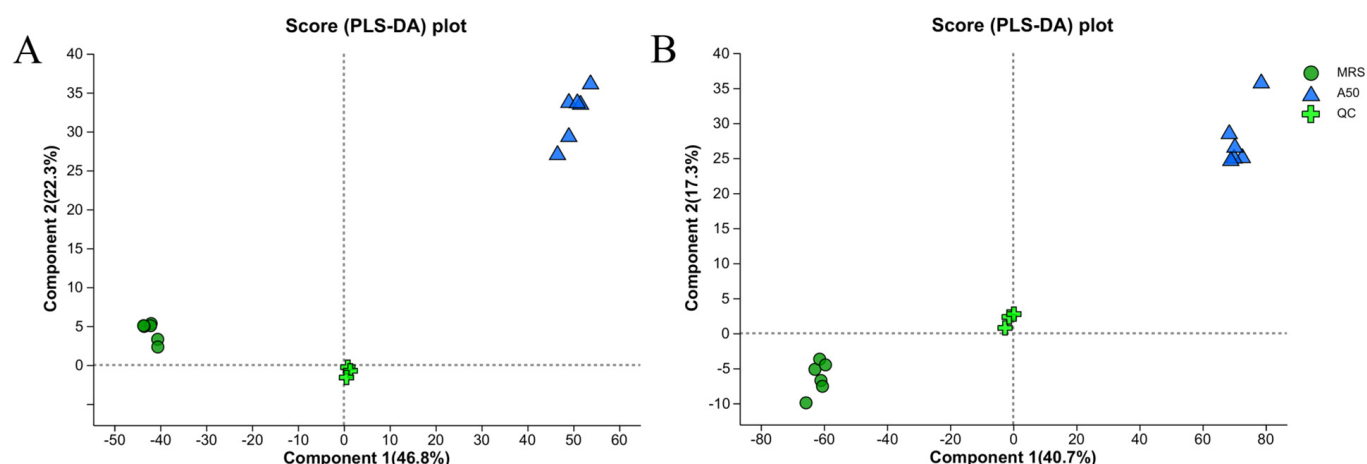 A
Score (PLS-DA) plot
Component 2(22.3%)
40
35
30
25
20
15
10
5
0
-50 -40 -30 -20 -10 0 10 20 30 40 50 60
Component 1(46.8%)
B
Score (PLS-DA) plot
Component 2(17.3%)
40
35
30
25
20
15
10
5
0
-5
-10
-80 -60 -40 -20 0 20 40 60 80
Component 1(40.7%)
MRS
A50
QC